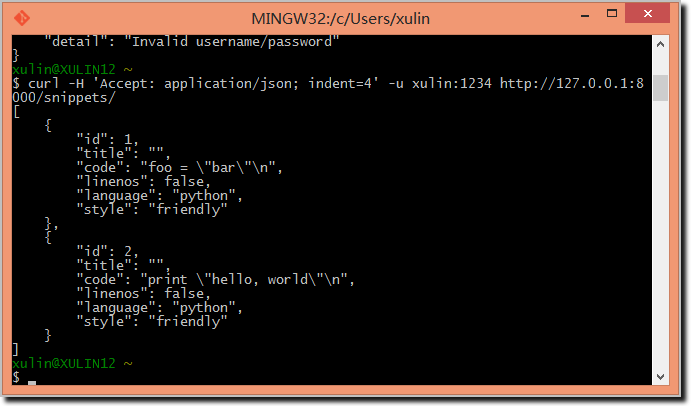 MINGW32:/c/Users/xulin
    "detail": "Invalid username/password"
}
xulin@XULIN12 ~
$ curl -H 'Accept: application/json; indent=4' -u xulin:1234 http://127.0.0.1:8
000/snippets/
[
    {
        "id": 1,
        "title": "",
        "code": "foo = \"bar\"\n",
        "linenos": false,
        "language": "python",
        "style": "friendly"
    },
    {
        "id": 2,
        "title": "",
        "code": "print \"hello, world\"\n",
        "linenos": false,
        "language": "python",
        "style": "friendly"
    }
]
xulin@XULIN12 ~
$